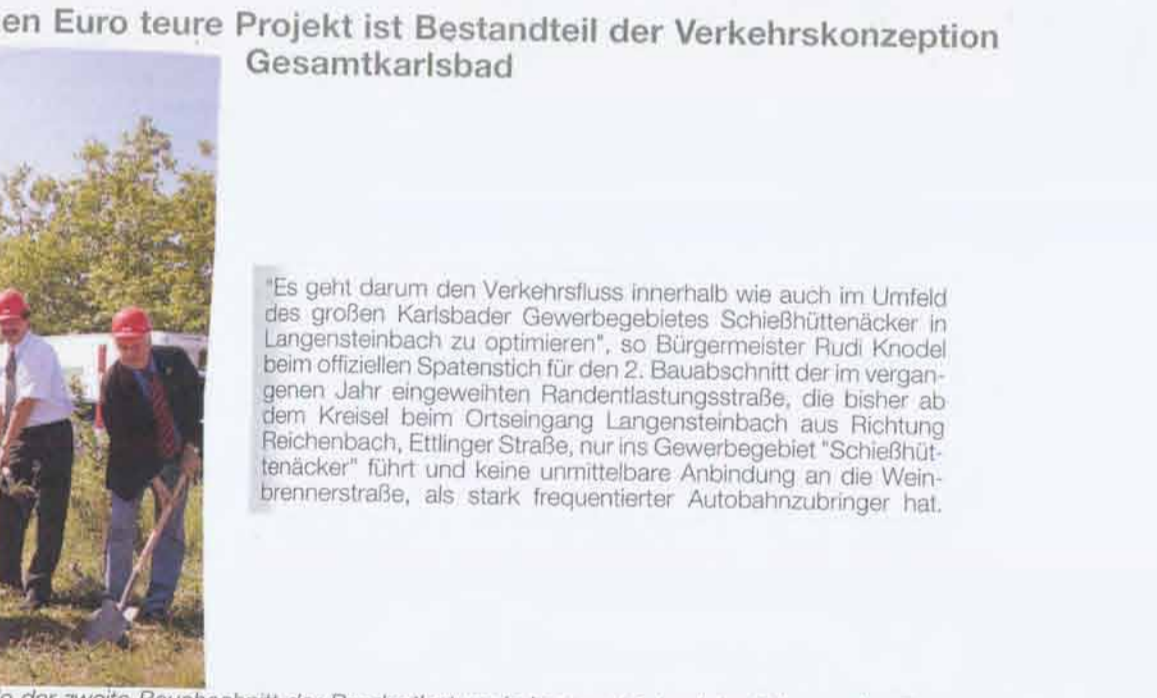 en Euro teure Projekt ist Bestandteil der Verkehrskonzeption
Gesamtkarlsbad
"Es geht darum den Verkehrsfluss innerhalb wie auch im Umfeld
des großen Karlsbader Gewerbegebietes Schießhüttenäcker in
Langensteinbach zu optimieren", so Bürgermeister Rudi Knodel
beim offiziellen Spatenstich für den 2. Bauabschnitt der im vergan-
genen Jahr eingeweihten Randentlastungsstraße, die bisher ab
dem Kreisel beim Ortseingang Langensteinbach aus Richtung
Reichenbach, Ettlinger Straße, nur ins Gewerbegebiet "Schießhüt-
tenäcker" führt und keine unmittelbare Anbindung an die Wein-
brennerstraße, als stark frequentierter Autobahnzubringer hat.
der zweite Bauabschnitt der